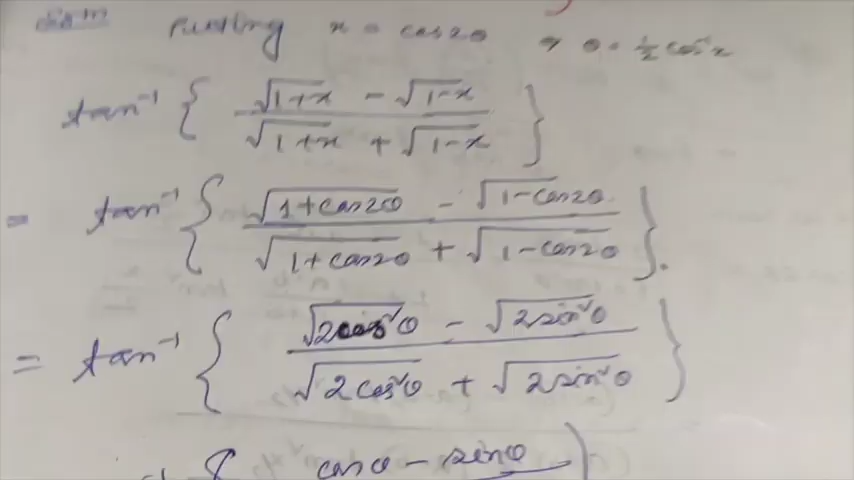 Putting x = cos2θ ⇒ θ = ½ cos⁻¹x
tan⁻¹ { (√(1+x) − √(1−x)) / (√(1+x) + √(1−x)) }
= tan⁻¹ { (√(1+cos2θ) − √(1−cos2θ)) / (√(1+cos2θ) + √(1−cos2θ)) }.
= tan⁻¹ { (√(2cos²θ) − √(2sin²θ)) / (√(2cos²θ) + √(2sin²θ)) }
cosθ − sinθ